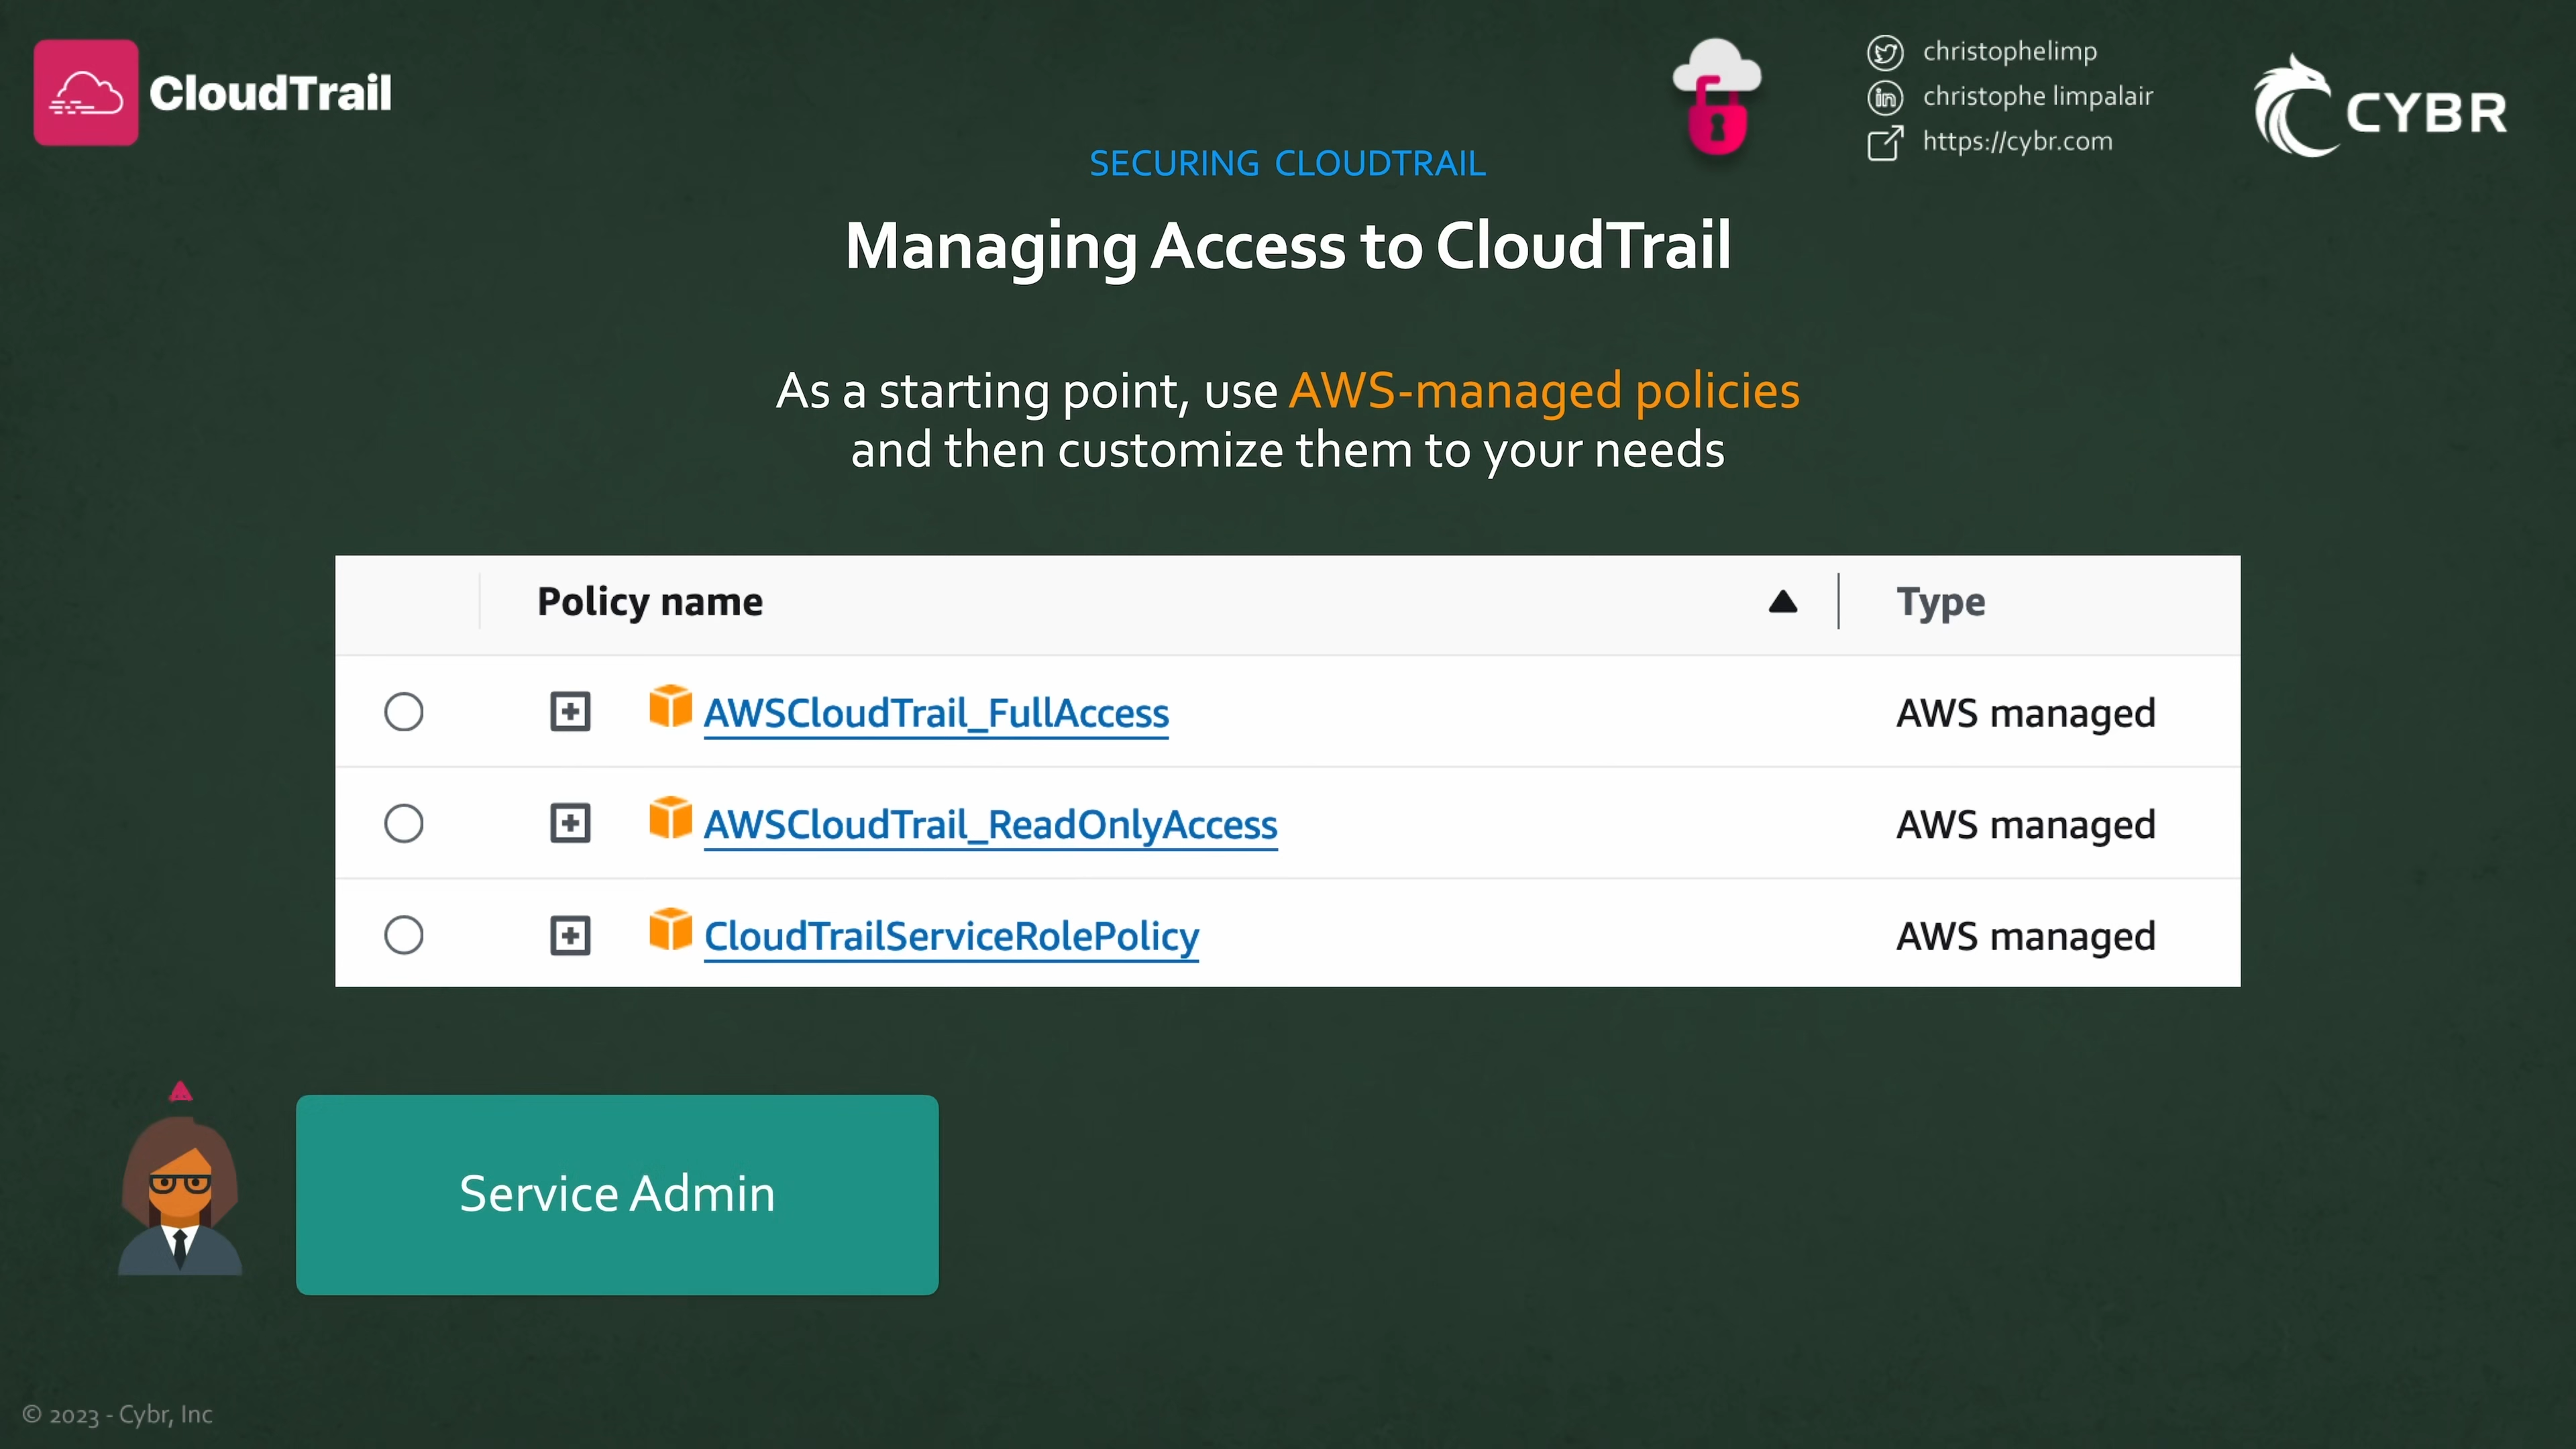 CloudTrail
christophelimp
christophe limpalair
https://cybr.com
CYBR
SECURING CLOUDTRAIL
Managing Access to CloudTrail
As a starting point, use AWS-managed policies
and then customize them to your needs
Policy name Type
AWSCloudTrail_FullAccess AWS managed
AWSCloudTrail_ReadOnlyAccess AWS managed
CloudTrailServiceRolePolicy AWS managed
Service Admin
© 2023 - Cybr, Inc